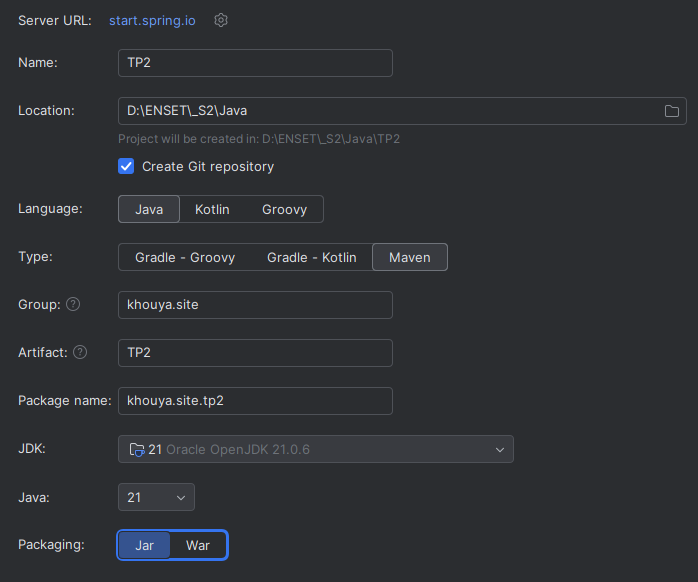 Server URL: start.spring.io
Name: TP2
Location: D:\ENSET\_S2\Java
Project will be created in: D:\ENSET\_S2\Java\TP2
Create Git repository
Language: Java Kotlin Groovy
Type: Gradle - Groovy Gradle - Kotlin Maven
Group: ? khouya.site
Artifact: ? TP2
Package name: khouya.site.tp2
JDK: 21 Oracle OpenJDK 21.0.6
Java: 21
Packaging: Jar War